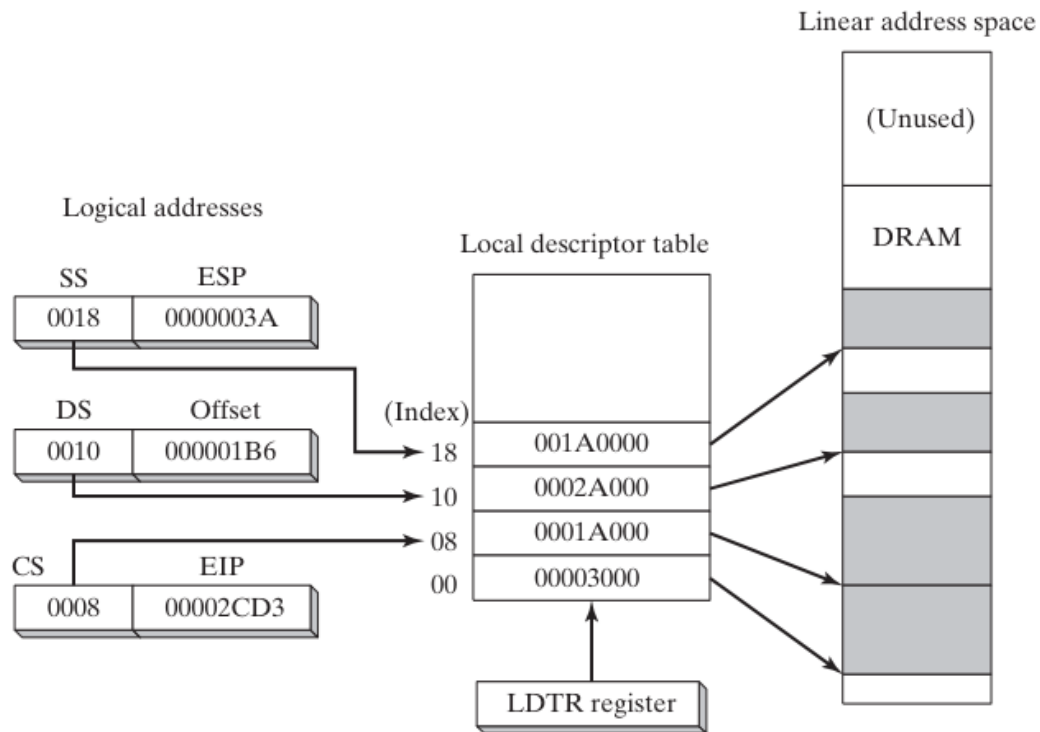 Linear address space
(Unused)
Logical addresses
DRAM
Local descriptor table
SS ESP
0018 0000003A
DS Offset
(Index)
0010 000001B6
18 001A0000
10 0002A000
08 0001A000
CS EIP
00 00003000
0008 00002CD3
LDTR register